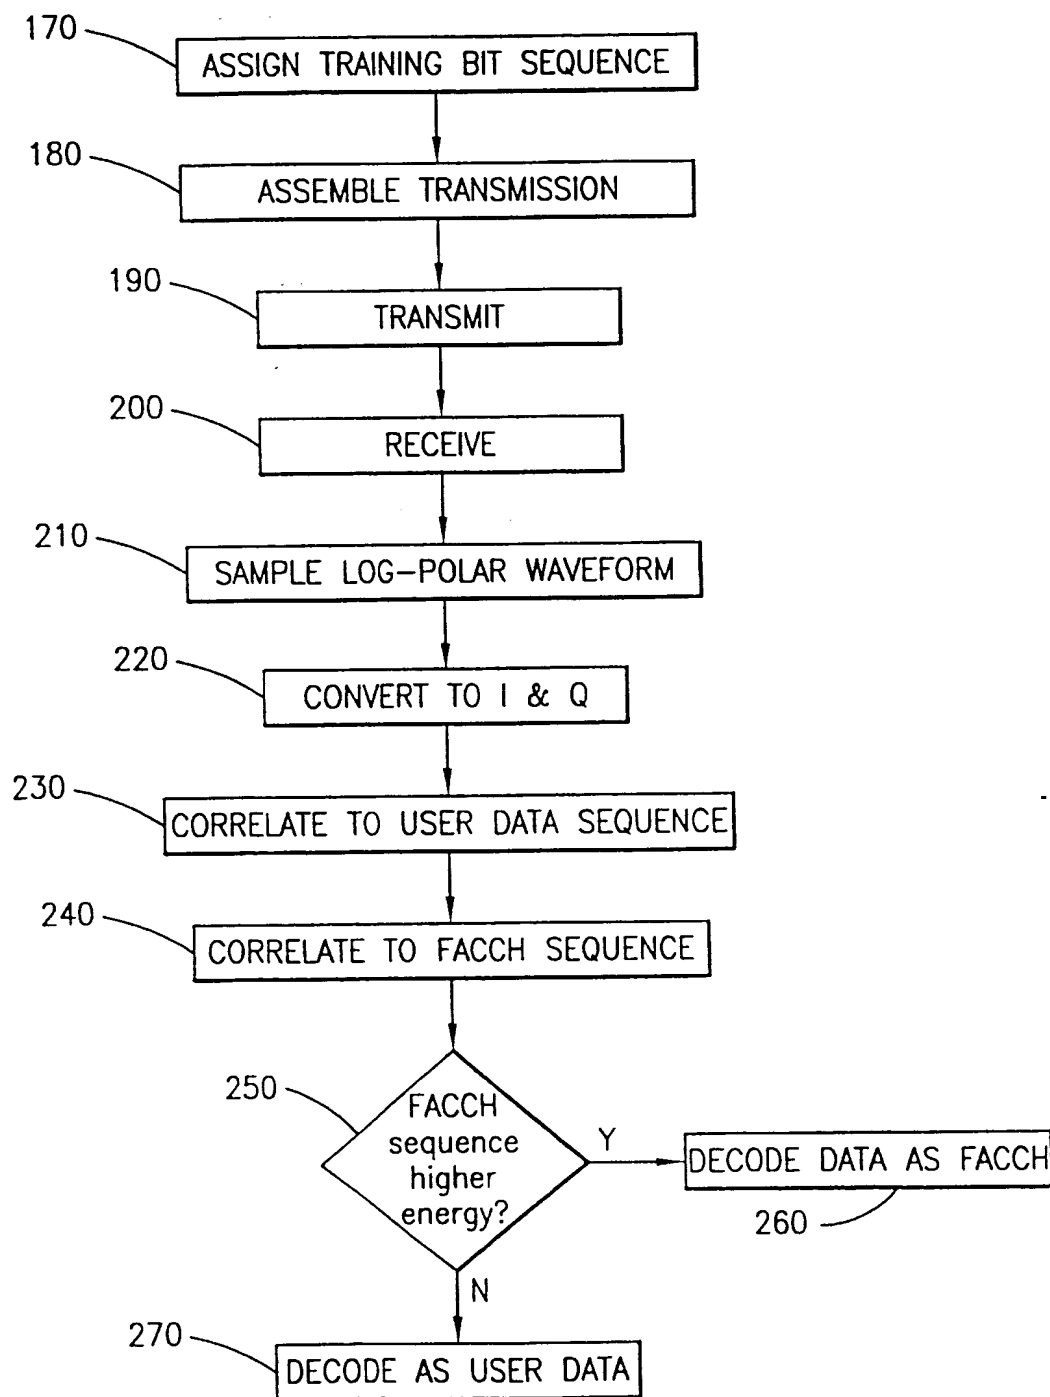 170
ASSIGN TRAINING BIT SEQUENCE
180
ASSEMBLE TRANSMISSION
190
TRANSMIT
200
RECEIVE
210
SAMPLE LOG-POLAR WAVEFORM
220
CONVERT TO I & Q
230
CORRELATE TO USER DATA SEQUENCE
240
CORRELATE TO FACCH SEQUENCE
250
FACCH
sequence
higher
energy?
Y
DECODE DATA AS FACCH
260
N
270
DECODE AS USER DATA